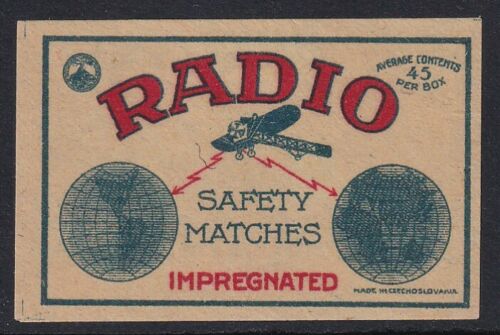 RADIO
AVERAGE CONTENTS
45
PER BOX
SAFETY
MATCHES
IMPREGNATED
MADE IN CZECHOSLOVAKIA